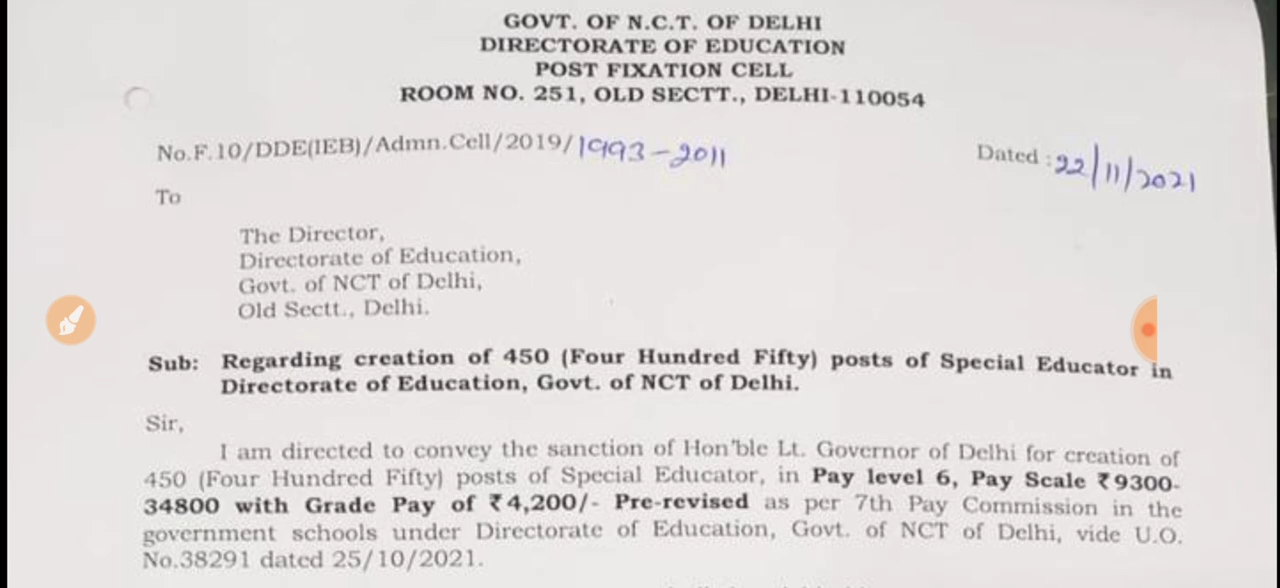 GOVT. OF N.C.T. OF DELHI
DIRECTORATE OF EDUCATION
POST FIXATION CELL
ROOM NO. 251, OLD SECTT., DELHI-110054
No.F.10/DDE(IEB)/Admn.Cell/2019/1993-2011
Dated :22/11/2021
To
The Director,
Directorate of Education,
Govt. of NCT of Delhi,
Old Sectt., Delhi.
Sub: Regarding creation of 450 (Four Hundred Fifty) posts of Special Educator in
Directorate of Education, Govt. of NCT of Delhi.
Sir,
I am directed to convey the sanction of Hon'ble Lt. Governor of Delhi for creation of
450 (Four Hundred Fifty) posts of Special Educator, in Pay level 6, Pay Scale ₹9300-
34800 with Grade Pay of ₹4,200/- Pre-revised as per 7th Pay Commission in the
government schools under Directorate of Education, Govt. of NCT of Delhi, vide U.O.
No.38291 dated 25/10/2021.